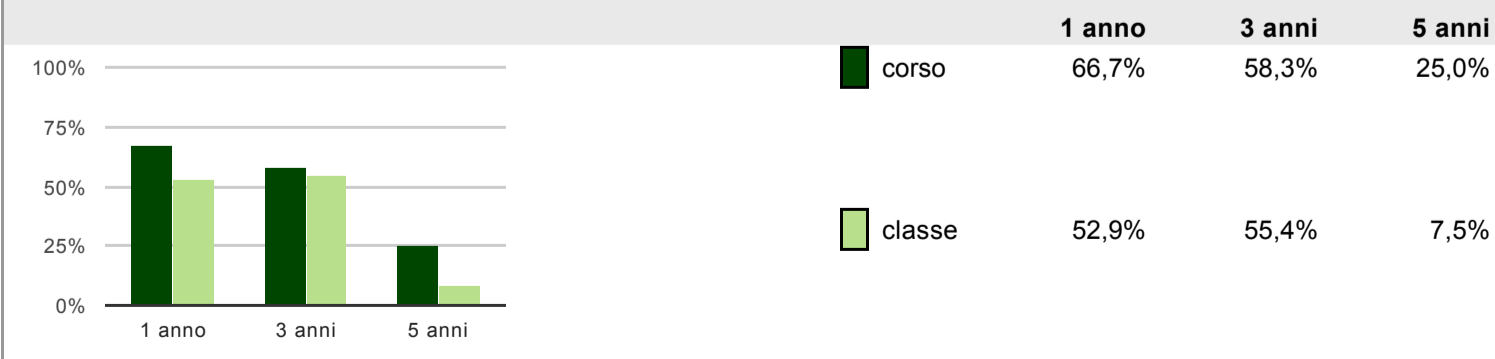 1 anno 3 anni 5 anni
100%
75%
50%
25%
0%
1 anno 3 anni 5 anni
corso 66,7% 58,3% 25,0%
classe 52,9% 55,4% 7,5%